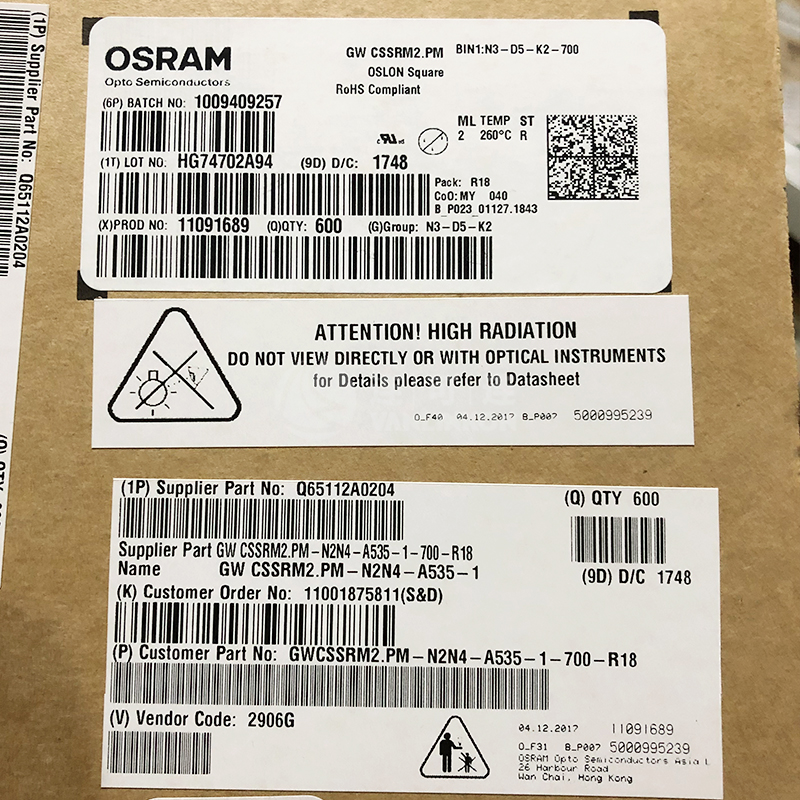 (1P) Supplier Part No: Q65112A0204
OSRAM
Opto Semiconductors
GW CSSRM2.PM BIN1:N3-D5-K2-700
OSLON Square
RoHS Compliant
(6P) BATCH NO: 1009409257
ML TEMP ST
2 260°C R
(1T) LOT NO: HG74702A94 (9D) D/C: 1748
Pack: R18
CoO:MY 040
B_P023_01127.1843
(X)PROD NO: 11091689 (Q)QTY: 600 (G)Group: N3-D5-K2
ATTENTION! HIGH RADIATION
DO NOT VIEW DIRECTLY OR WITH OPTICAL INSTRUMENTS
for Details please refer to Datasheet
O_F40 04.12.2017 B_P007 5000995239
(1P) Supplier Part No: Q65112A0204
(Q) QTY 600
Supplier Part GW CSSRM2.PM-N2N4-A535-1-700-R18
Name GW CSSRM2.PM-N2N4-A535-1
(9D) D/C 1748
(K) Customer Order No: 11001875811(S&D)
(P) Customer Part No: GWCSSRM2.PM-N2N4-A535-1-700-R18
(V) Vendor Code: 2906G
04.12.2017 11091689
O_F31 B_P007 5000995239
OSRAM Opto Semiconductors Asia L
26 Harbour Road
Wan Chai, Hong Kong